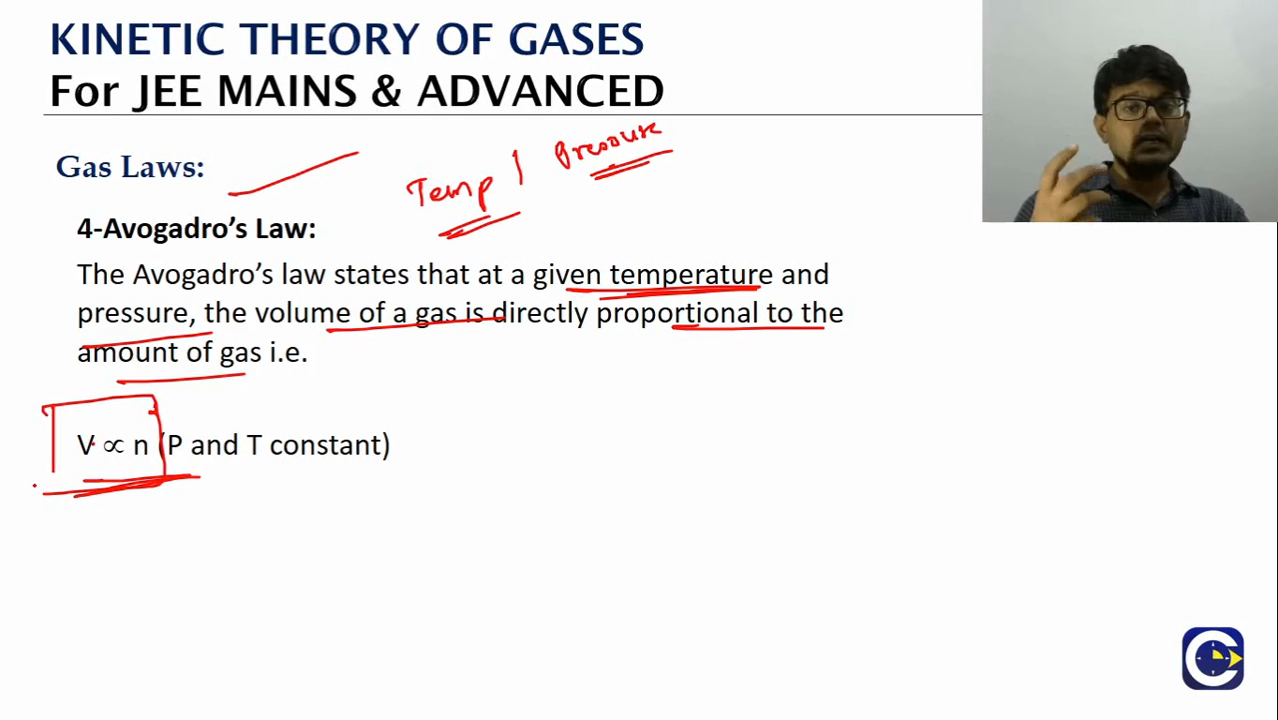 KINETIC THEORY OF GASES
For JEE MAINS & ADVANCED
Gas Laws:
Temp | Pressure
4-Avogadro’s Law:
The Avogadro’s law states that at a given temperature and
pressure, the volume of a gas is directly proportional to the
amount of gas i.e.
V ∝ n (P and T constant)